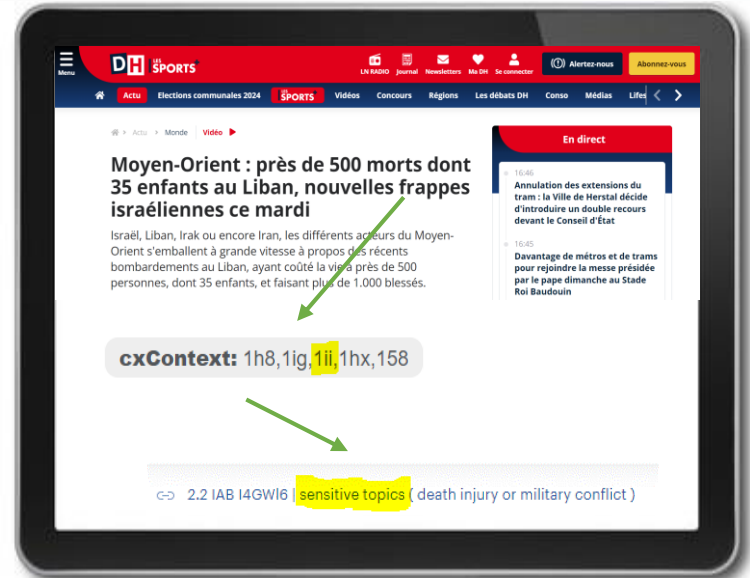 Menu
DH LES SPORTS+
LN RADIO Journal Newsletters Ma DH Se connecter
Alertez-nous
Abonnez-vous
Actu Elections communales 2024 LES SPORTS+ Vidéos Concours Régions Les débats DH Conso Médias Lifes
Actu > Monde Vidéo
Moyen-Orient : près de 500 morts dont
35 enfants au Liban, nouvelles frappes
israéliennes ce mardi
Israël, Liban, Irak ou encore Iran, les différents acteurs du Moyen-
Orient s'emballent à grande vitesse à propos des récents
bombardements au Liban, ayant coûté la vie à près de 500
personnes, dont 35 enfants, et faisant plus de 1.000 blessés.
En direct
16:46
Annulation des extensions du
tram : la Ville de Herstal décide
d'introduire un double recours
devant le Conseil d'État
16:45
Davantage de métros et de trams
pour rejoindre la messe présidée
par le pape dimanche au Stade
Roi Baudouin
cxContext: 1h8,1ig,1ii,1hx,158
2.2 IAB I4GWI6 | sensitive topics ( death injury or military conflict )